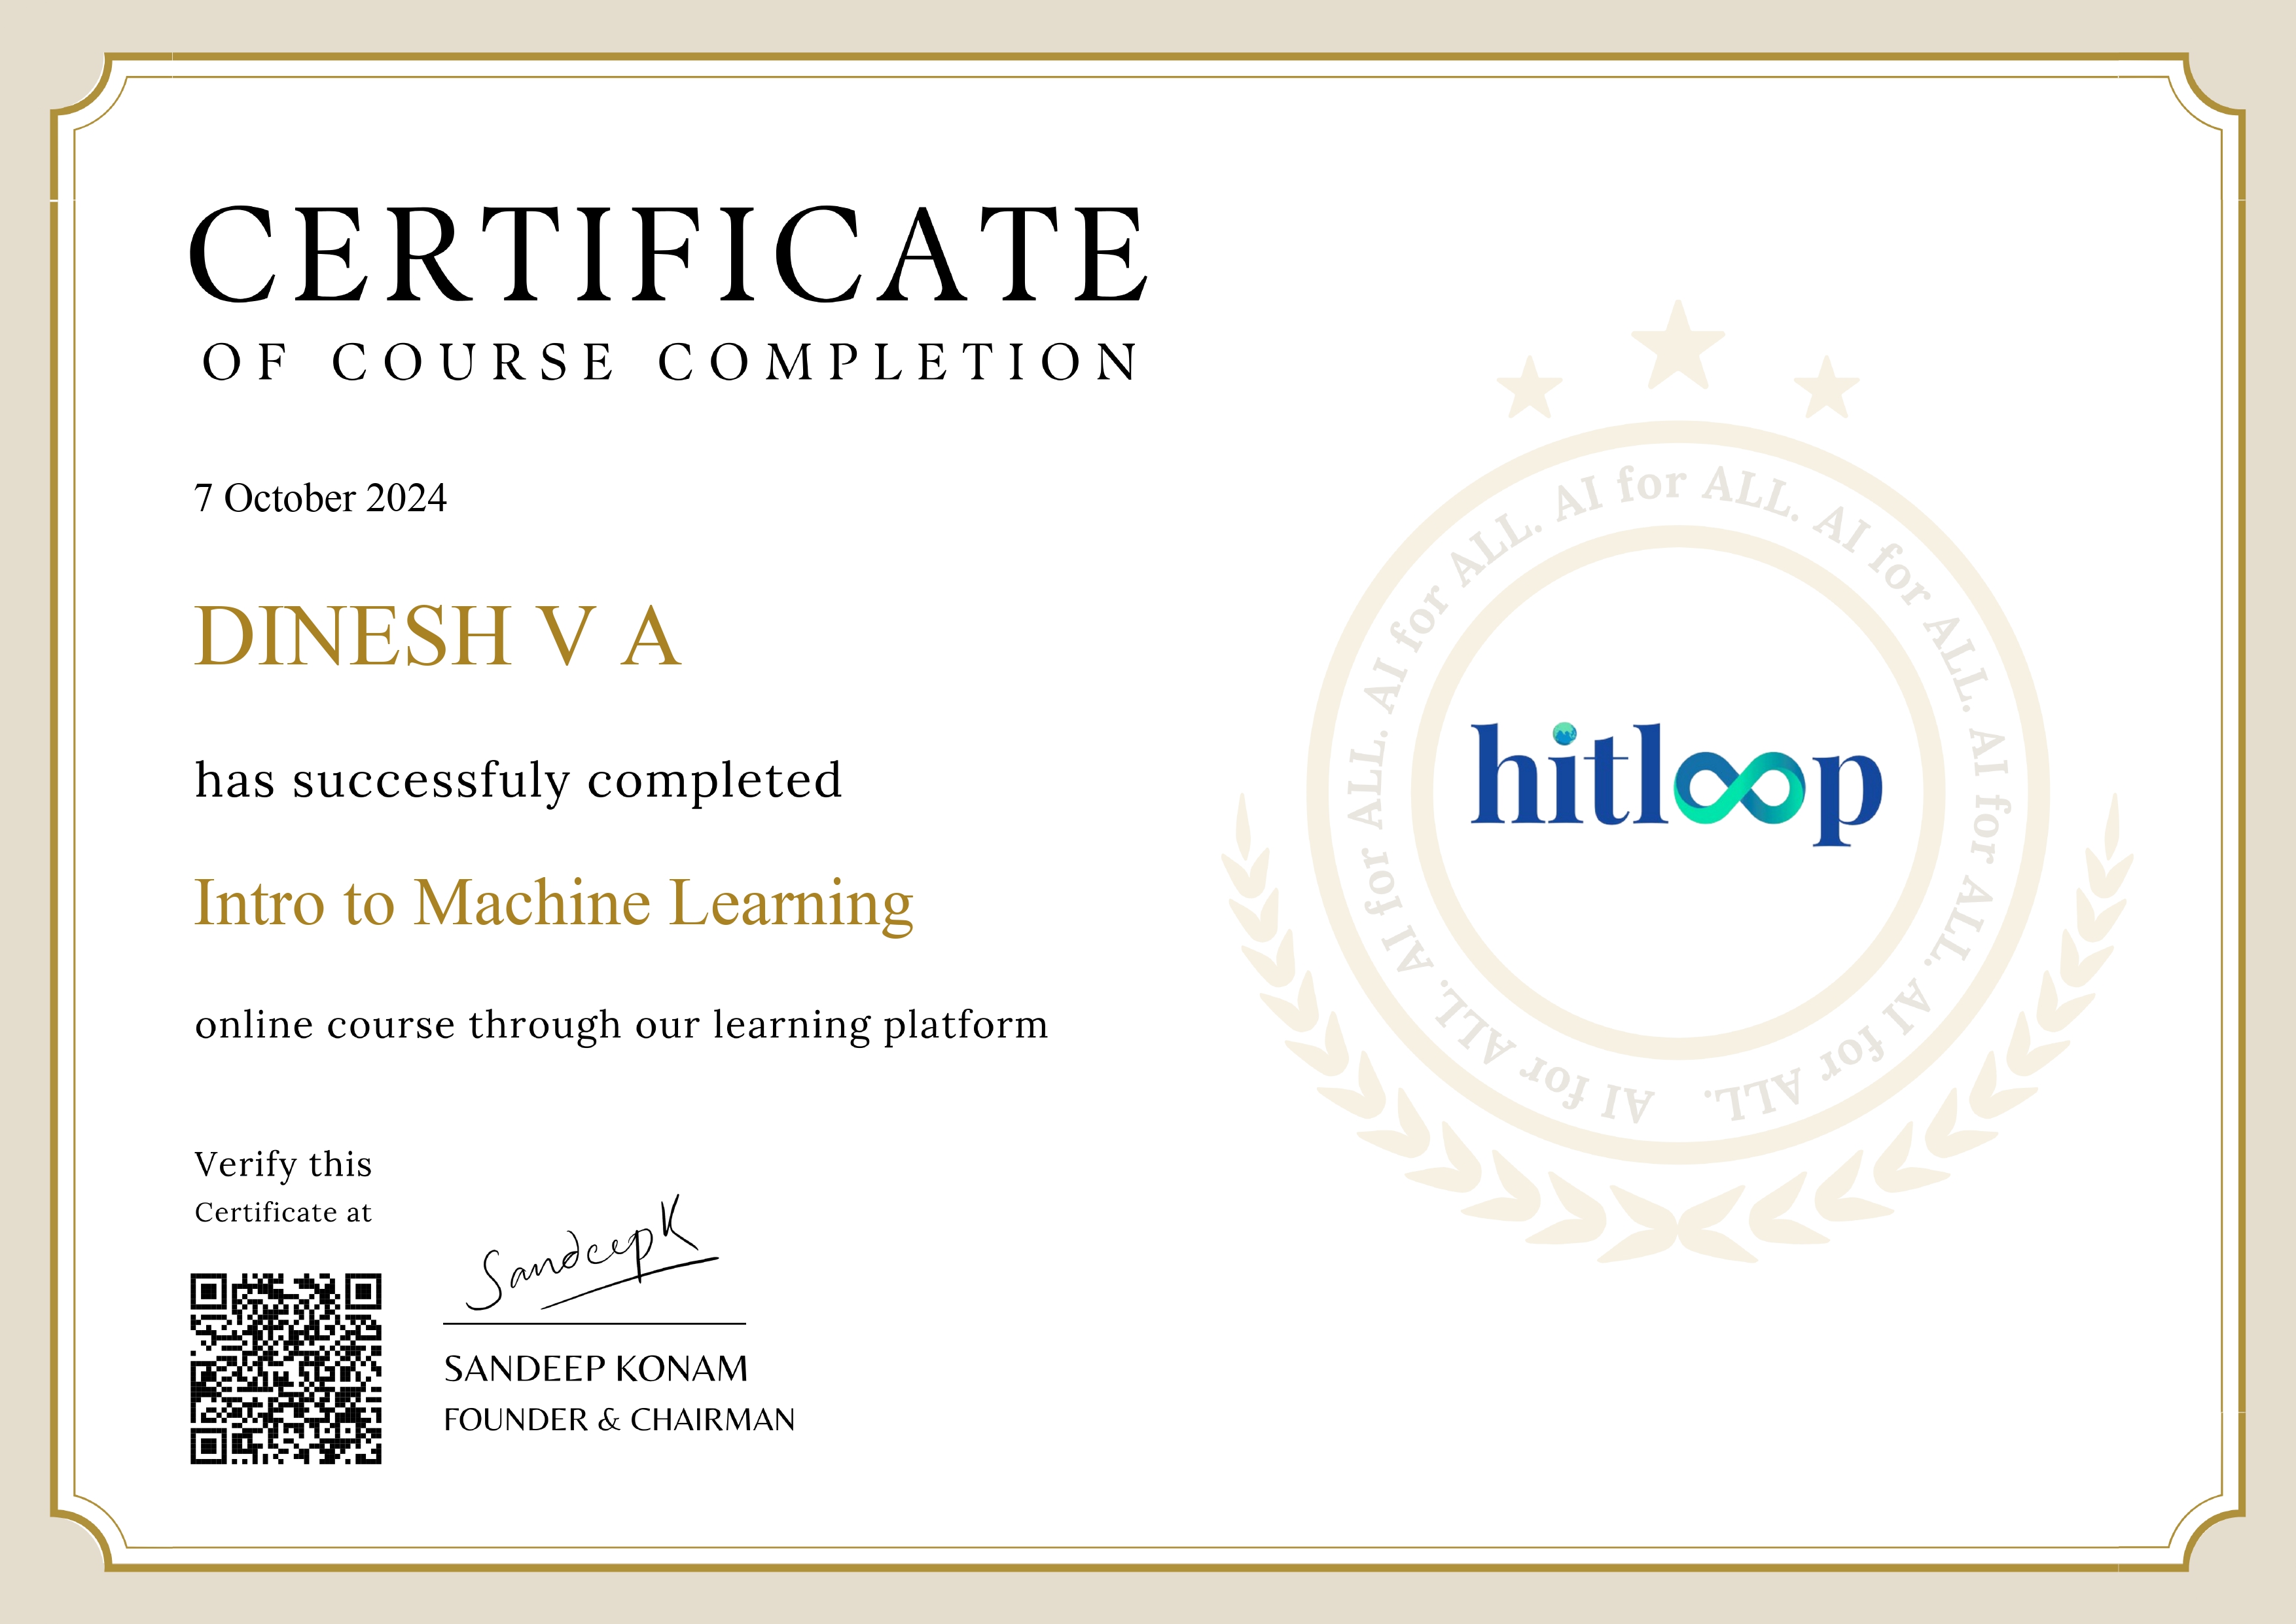 CERTIFICATE
OF COURSE COMPLETION
7 October 2024
DINESH V A
has successfuly completed
Intro to Machine Learning
online course through our learning platform
Verify this
Certificate at
SandeepK
SANDEEP KONAM
FOUNDER & CHAIRMAN
AI for ALL. AI for ALL. AI for ALL. AI for ALL. AI for ALL. AI for ALL. AI for ALL.
hitloop